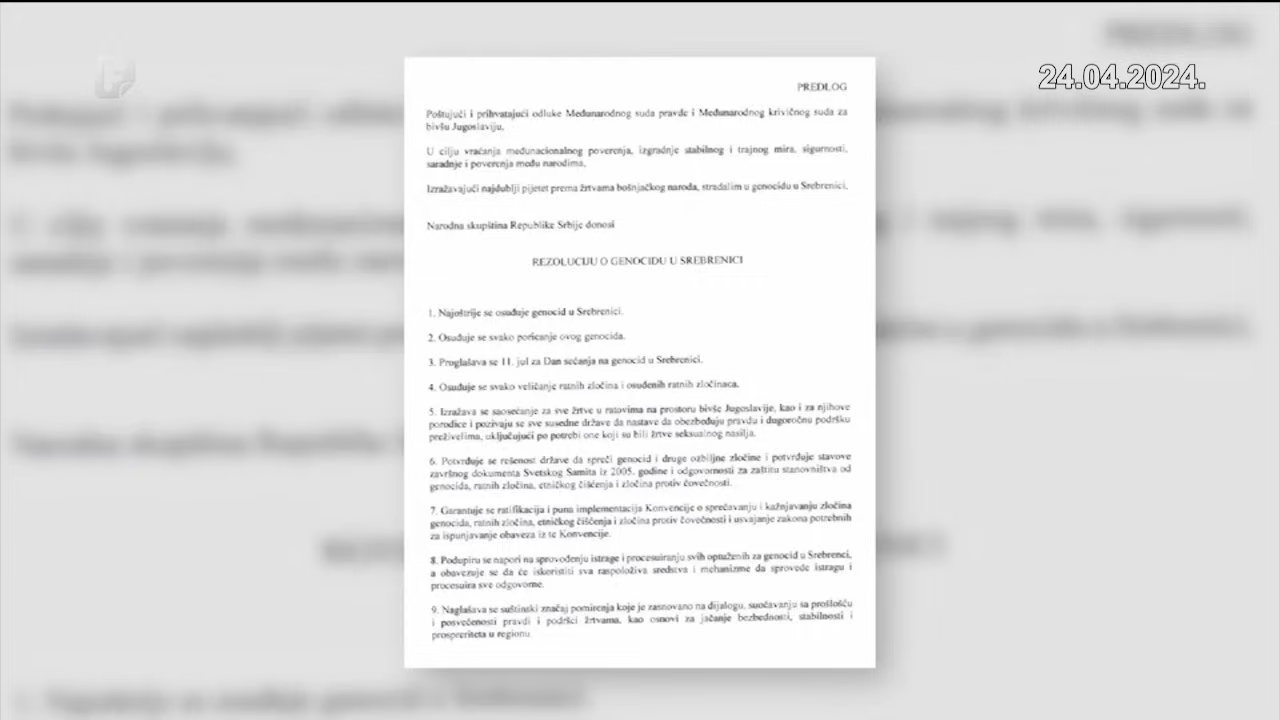 24.04.2024.
PREDLOG
Poštujući i prihvatajući odluke Međunarodnog suda pravde i Međunarodnog krivičnog suda za
bivšu Jugoslaviju,
U cilju vraćanja međunacionalnog poverenja, izgradnje stabilnog i trajnog mira, sigurnosti,
saradnje i poverenja među narodima,
Izražavajući najdublji pijetet prema žrtvama bošnjačkog naroda, stradalim u genocidu u Srebrenici,
Narodna skupština Republike Srbije donosi
REZOLUCIJU O GENOCIDU U SREBRENICI
1. Najoštrije se osuđuje genocid u Srebrenici.
2. Osuđuje se svako poricanje ovog genocida.
3. Proglašava se 11. jul za Dan sećanja na genocid u Srebrenici.
4. Osuđuje se svako veličanje ratnih zločina i osuđenih ratnih zločinaca.
5. Izražava se saosećanje za sve žrtve u ratovima na prostoru bivše Jugoslavije, kao i za njihove
porodice i pozivaju se sve susedne države da nastave da obezbeđuju pravdu i dugoročnu podršku
preživelima, uključujući po potrebi one koji su bili žrtve seksualnog nasilja.
6. Potvrđuje se rešenost države da spreči genocid i druge ozbiljne zločine i potvrđuje stavove
završnog dokumenta Svetskog Samita iz 2005. godine i odgovornosti za zaštitu stanovništva od
genocida, ratnih zločina, etničkog čišćenja i zločina protiv čovečnosti.
7. Garantuje se ratifikacija i puna implementacija Konvencije o sprečavanju i kažnjavanju zločina
genocida, ratnih zločina, etničkog čišćenja i zločina protiv čovečnosti i usvajanje zakona potrebnih
za ispunjavanje obaveza iz te Konvencije.
8. Podupiru se napori na sprovođenju istrage i procesuiranju svih optuženih za genocid u Srebrenci,
a obavezuje se da će iskoristiti sva raspoloživa sredstva i mehanizme da sprovede istragu i
procesuira sve odgovorne.
9. Naglašava se suštinski značaj pomirenja koje je zasnovano na dijalogu, suočavanju sa prošlošću
i posvećenosti pravdi i podršci žrtvama, kao osnovi za jačanje bezbednosti, stabilnosti i
prosperiteta u regionu